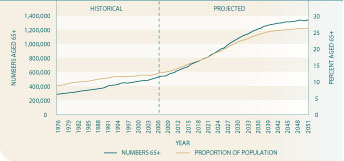 HISTORICAL PROJECTED
NUMBERS AGED 65+
1,400,000
1,200,000
1,000,000
800,000
600,000
400,000
200,000
0
30
25
20
15
10
5
0
PERCENT AGED 65+
1976 1979 1982 1985 1988 1991 1994 1997 2000 2003 2006 2009 2012 2015 2018 2021 2024 2027 2030 2033 2036 2039 2042 2045 2048 2051
YEAR
NUMBERS 65+ PROPORTION OF POPULATION